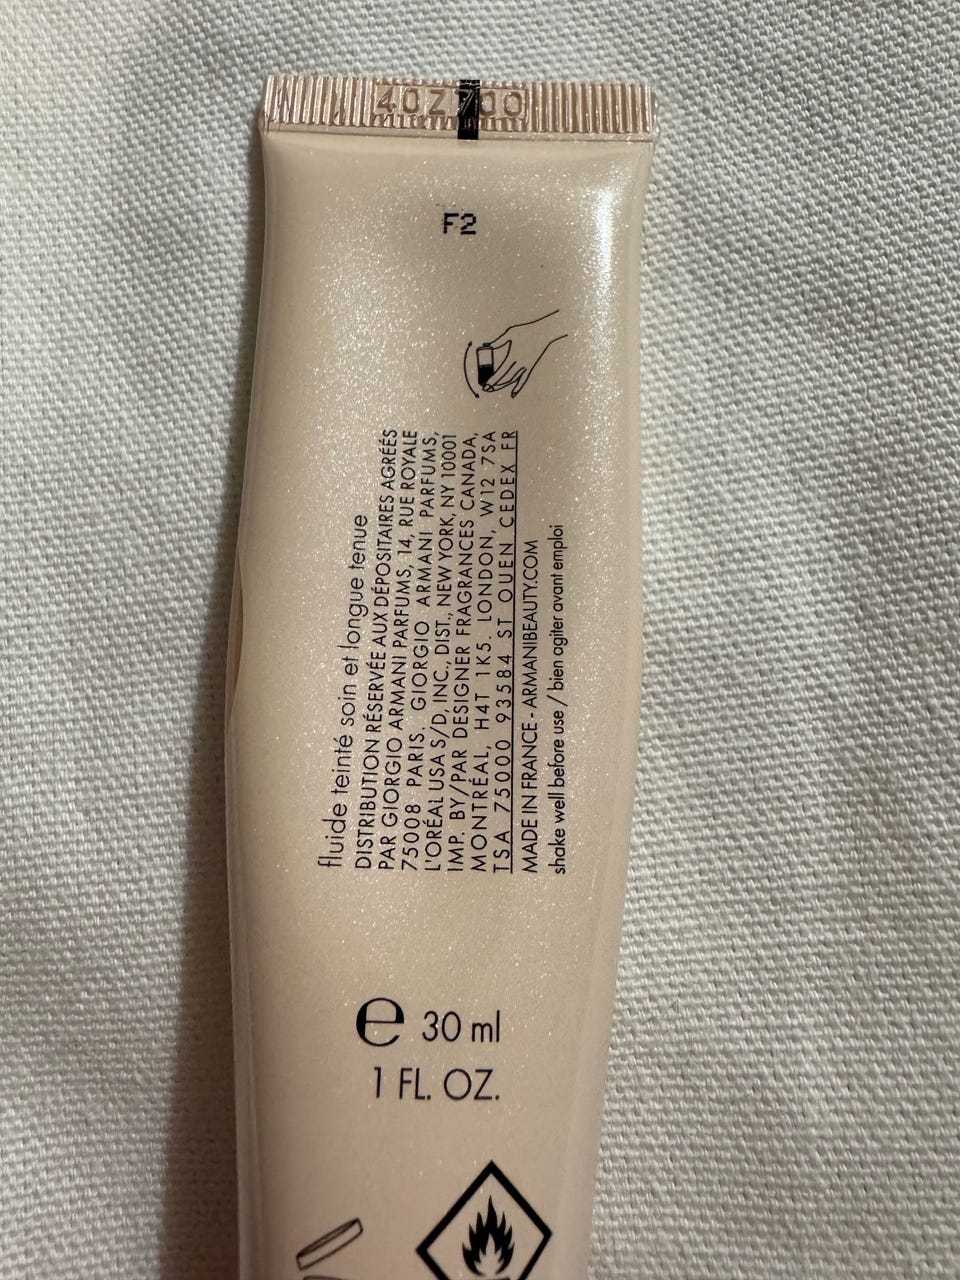 F2
fluide teinté soin et longue tenue
DISTRIBUTION RÉSERVÉE AUX DÉPOSITAIRES AGRÉÉS
PAR GIORGIO ARMANI PARFUMS, 14, RUE ROYALE
75008 PARIS. GIORGIO ARMANI PARFUMS,
L'ORÉAL USA S/D, INC., DIST., NEW YORK, NY 10001
IMP. BY/PAR DESIGNER FRAGRANCES CANADA,
MONTRÉAL, H4T 1K5. LONDON, W12 7SA
TSA 75000 93584 ST OUEN CEDEX FR
MADE IN FRANCE - ARMANIBEAUTY.COM
shake well before use / bien agiter avant emploi
e 30 ml
1 FL. OZ.